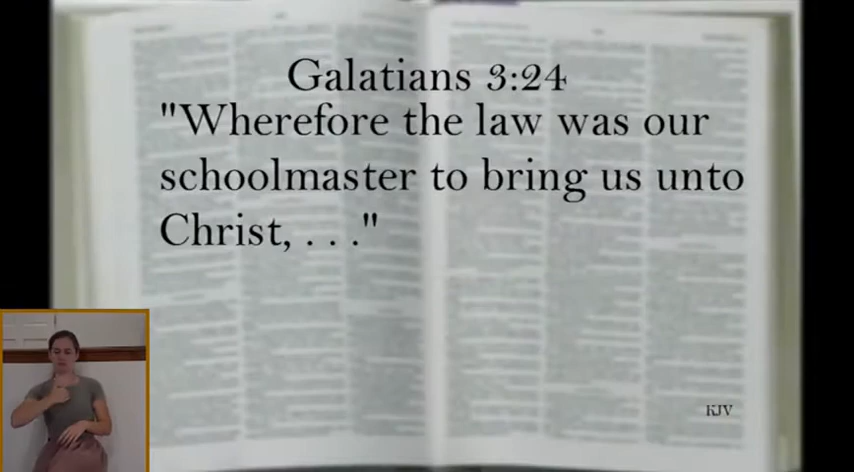 Galatians 3:24
"Wherefore the law was our
schoolmaster to bring us unto
Christ, . . ."
KJV